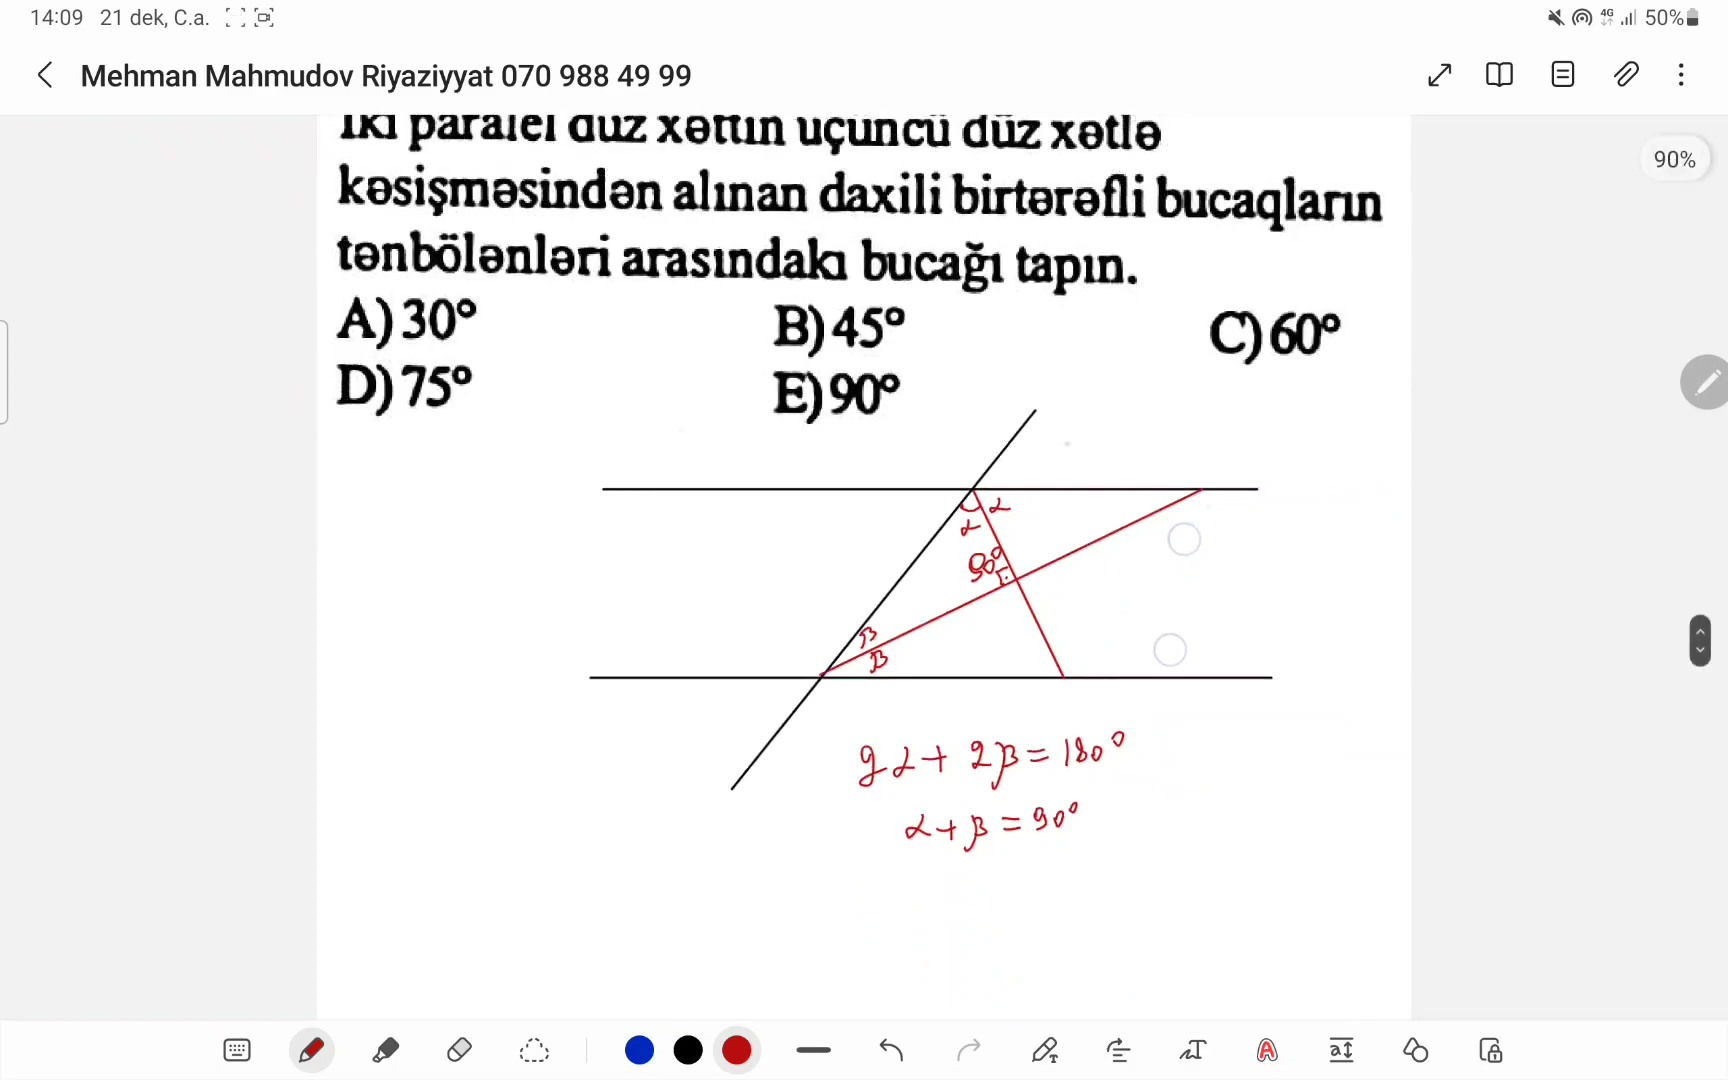 14:09 21 dek, C.a. 4G 50%
Mehman Mahmudov Riyaziyyat 070 988 49 99
90%
İki paralel düz xəttin üçüncü düz xətlə
kəsişməsindən alınan daxili birtərəfli bucaqların
tənbölənləri arasındakı bucağı tapın.
A) 30° B) 45° C) 60°
D) 75° E) 90°
α
α
90°
β
β
2α + 2β = 180°
α + β = 90°